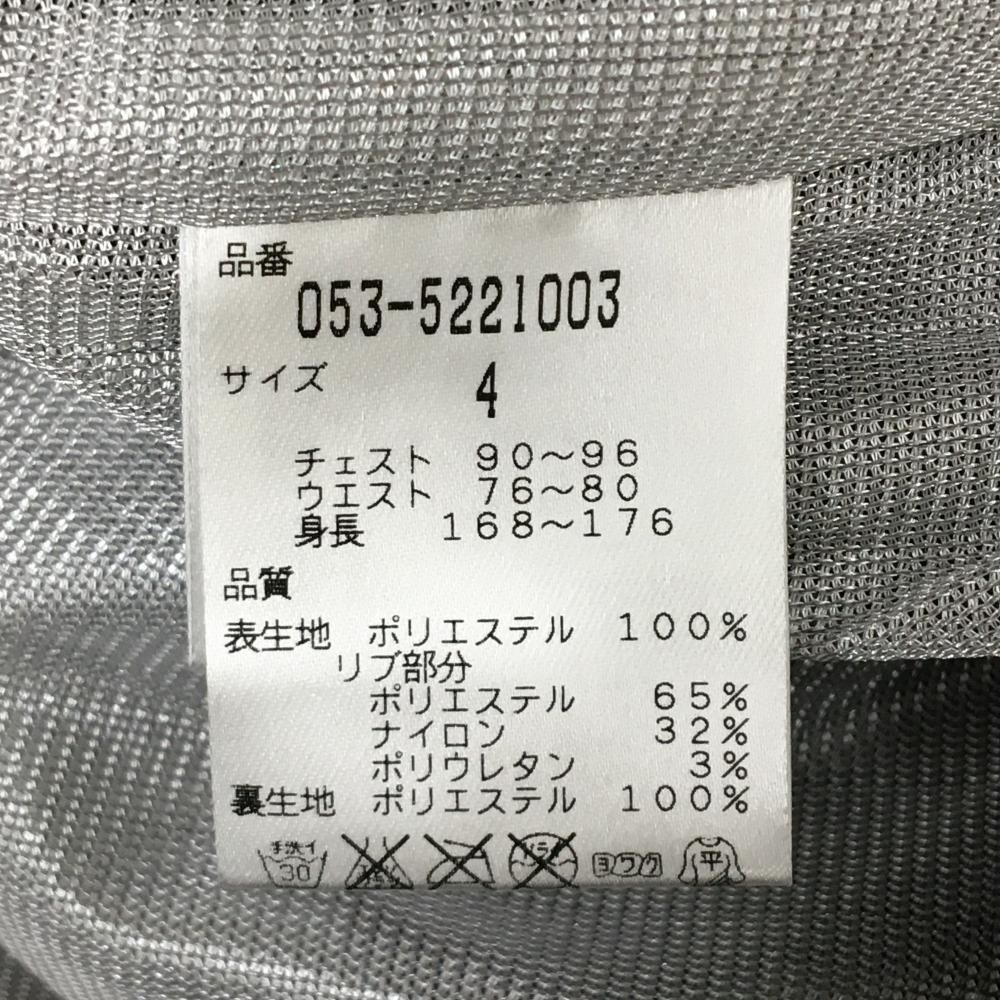 品番
053-5221003
サイズ 4
チェスト 90～96
ウエスト 76～80
身長 168～176
品質
表生地 ポリエステル 100%
リブ部分
ポリエステル 65%
ナイロン 32%
ポリウレタン 3%
裏生地 ポリエステル 100%
手洗イ 30 ヨワク 平